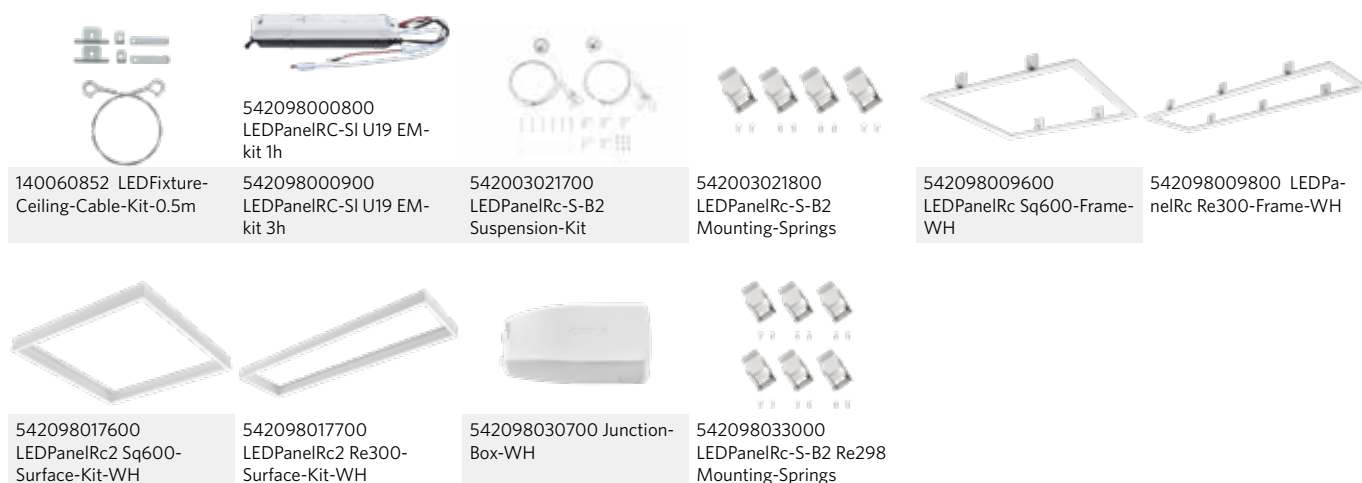 542098000800
LEDPanelRC-Sl U19 EM-
kit 1h
140060852 LEDFixture-
Ceiling-Cable-Kit-0.5m
542098000900
LEDPanelRC-Sl U19 EM-
kit 3h
542003021700
LEDPanelRc-S-B2
Suspension-Kit
542003021800
LEDPanelRc-S-B2
Mounting-Springs
542098009600
LEDPanelRc Sq600-Frame-
WH
542098009800 LEDPa-
nelRc Re300-Frame-WH
542098017600
LEDPanelRc2 Sq600-
Surface-Kit-WH
542098017700
LEDPanelRc2 Re300-
Surface-Kit-WH
542098030700 Junction-
Box-WH
542098033000
LEDPanelRc-S-B2 Re298
Mounting-Springs